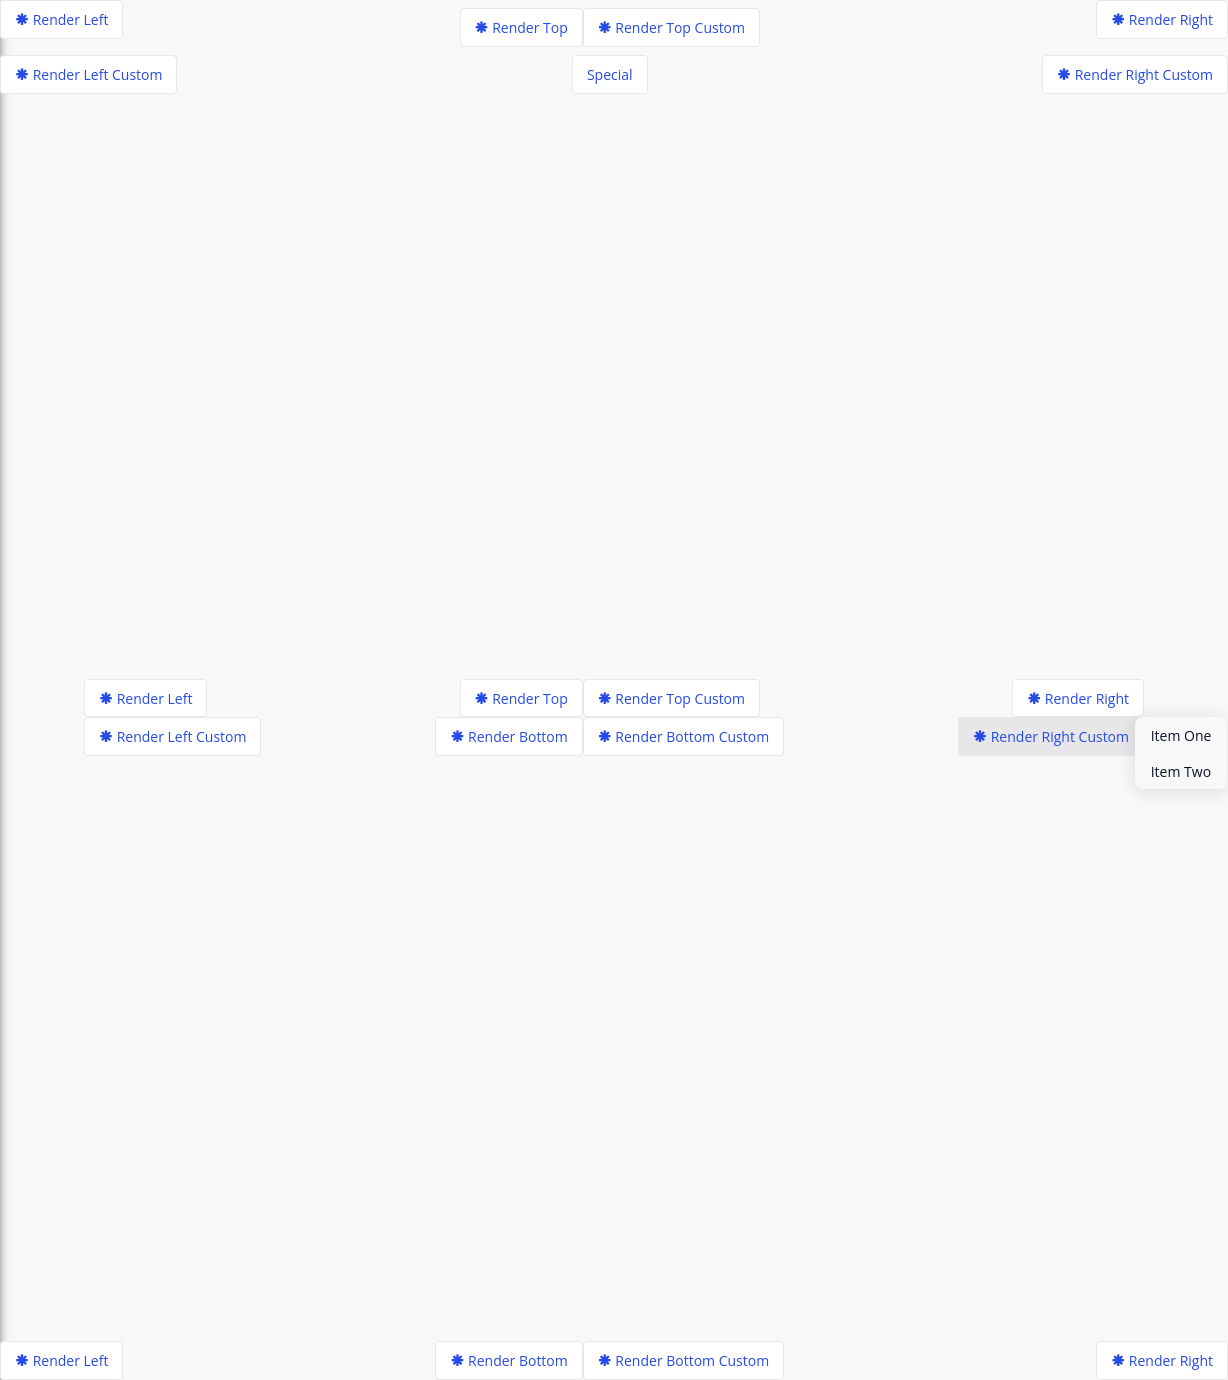 Render Left
Render Top
Render Top Custom
Render Right
Render Left Custom
Special
Render Right Custom
Render Left
Render Top
Render Top Custom
Render Right
Render Left Custom
Render Bottom
Render Bottom Custom
Render Right Custom
Item One
Item Two
Render Left
Render Bottom
Render Bottom Custom
Render Right